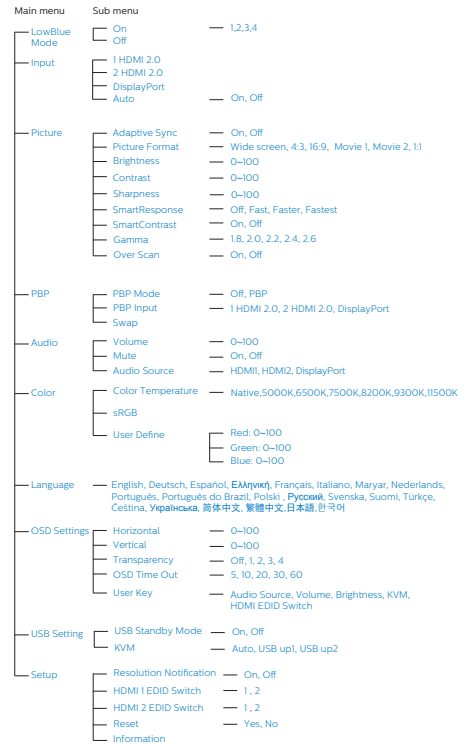 Main menu Sub menu
LowBlue Mode On 1,2,3,4
Off
Input 1 HDMI 2.0
2 HDMI 2.0
DisplayPort
Auto On, Off
Picture Adaptive Sync On, Off
Picture Format Wide screen, 4:3, 16:9, Movie 1, Movie 2, 1:1
Brightness 0~100
Contrast 0~100
Sharpness 0~100
SmartResponse Off, Fast, Faster, Fastest
SmartContrast On, Off
Gamma 1.8, 2.0, 2.2, 2.4, 2.6
Over Scan On, Off
PBP PBP Mode Off, PBP
PBP Input 1 HDMI 2.0, 2 HDMI 2.0, DisplayPort
Swap
Audio Volume 0~100
Mute On, Off
Audio Source HDMI1, HDMI2, DisplayPort
Color Color Temperature Native,5000K,6500K,7500K,8200K,9300K,11500K
sRGB
User Define Red: 0~100
Green: 0~100
Blue: 0~100
Language English, Deutsch, Español, Ελληνική, Français, Italiano, Maryar, Nederlands,
Português, Português do Brazil, Polski , Русский, Svenska, Suomi, Türkçe,
Čeština, Українська, 简体中文, 繁體中文,日本語,한국어
OSD Settings Horizontal 0~100
Vertical 0~100
Transparency Off, 1, 2, 3, 4
OSD Time Out 5, 10, 20, 30, 60
User Key Audio Source, Volume, Brightness, KVM,
HDMI EDID Switch
USB Setting USB Standby Mode On, Off
KVM Auto, USB up1, USB up2
Setup Resolution Notification On, Off
HDMI 1 EDID Switch 1 , 2
HDMI 2 EDID Switch 1 , 2
Reset Yes, No
Information